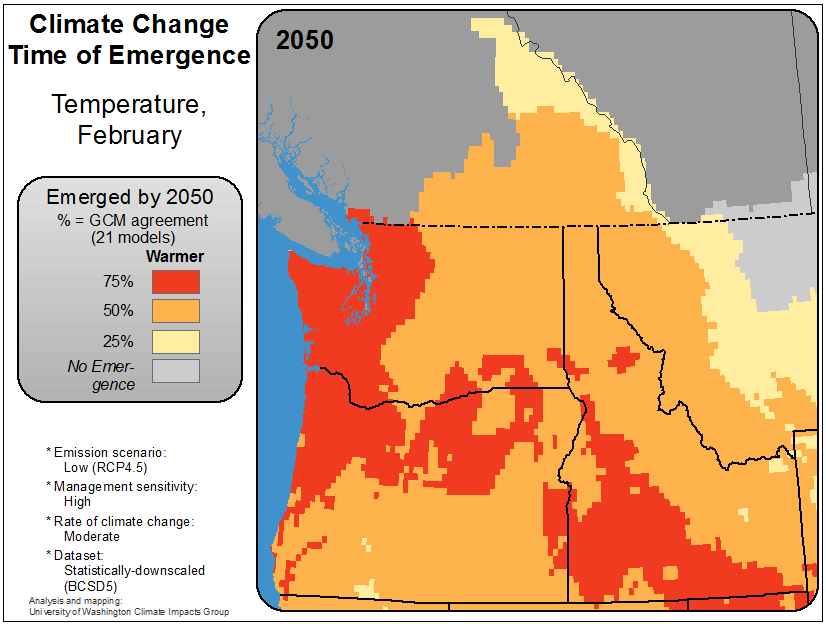 Climate Change
Time of Emergence
Temperature,
February
Emerged by 2050
% = GCM agreement
(21 models)
Warmer
75%
50%
25%
No Emer-
gence
* Emission scenario:
Low (RCP4.5)
* Management sensitivity:
High
* Rate of climate change:
Moderate
* Dataset:
Statistically-downscaled
(BCSD5)
Analysis and mapping:
University of Washington Climate Impacts Group
2050